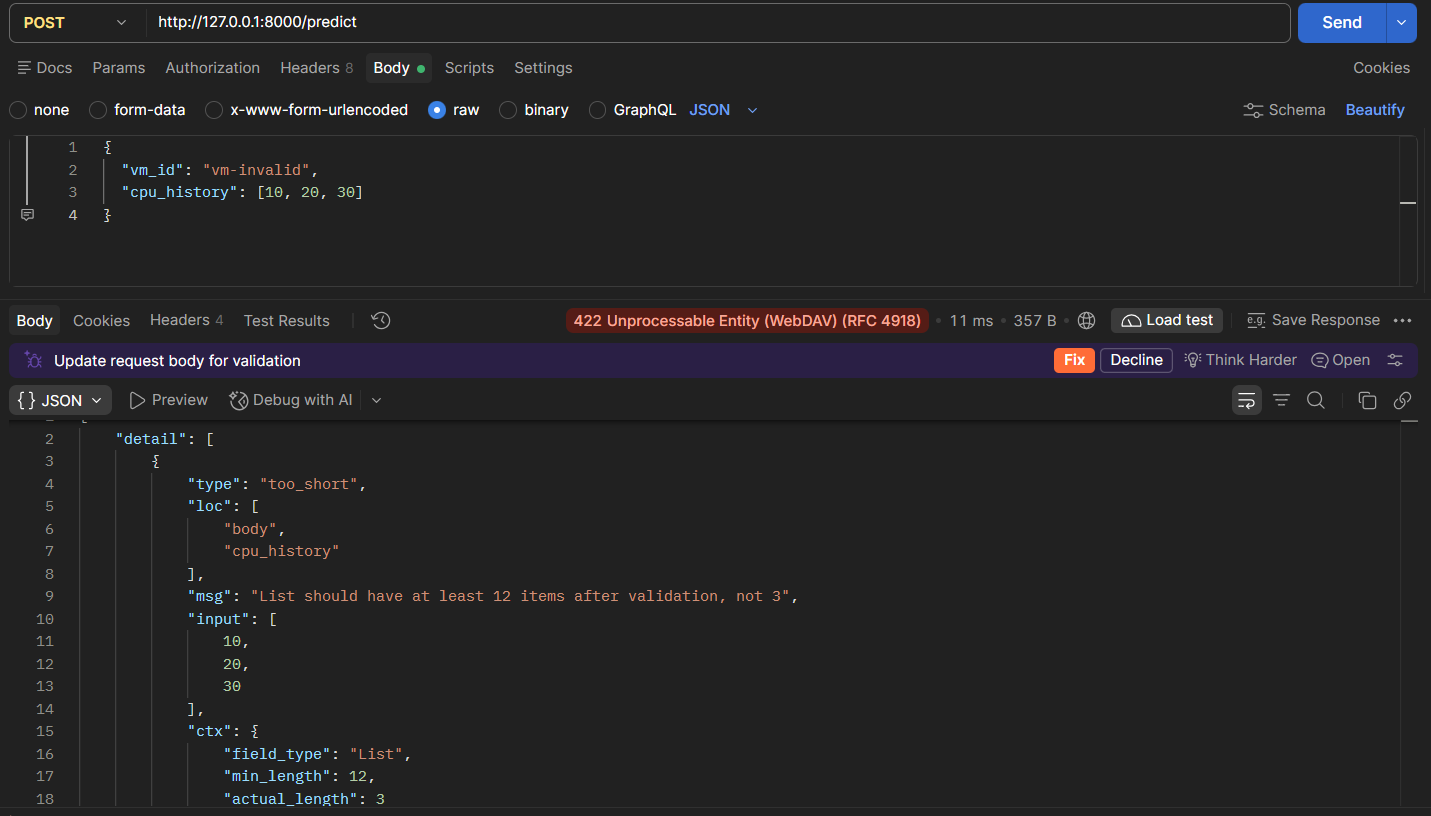 POST http://127.0.0.1:8000/predict Send
Docs Params Authorization Headers 8 Body Scripts Settings Cookies
none form-data x-www-form-urlencoded raw binary GraphQL JSON Schema Beautify
1 {
2 "vm_id": "vm-invalid",
3 "cpu_history": [10, 20, 30]
4 }
Body Cookies Headers 4 Test Results 422 Unprocessable Entity (WebDAV) (RFC 4918) • 11 ms • 357 B • Load test e.g. Save Response
Update request body for validation Fix Decline Think Harder Open
{} JSON Preview Debug with AI
2 "detail": [
3 {
4 "type": "too_short",
5 "loc": [
6 "body",
7 "cpu_history"
8 ],
9 "msg": "List should have at least 12 items after validation, not 3",
10 "input": [
11 10,
12 20,
13 30
14 ],
15 "ctx": {
16 "field_type": "List",
17 "min_length": 12,
18 "actual_length": 3